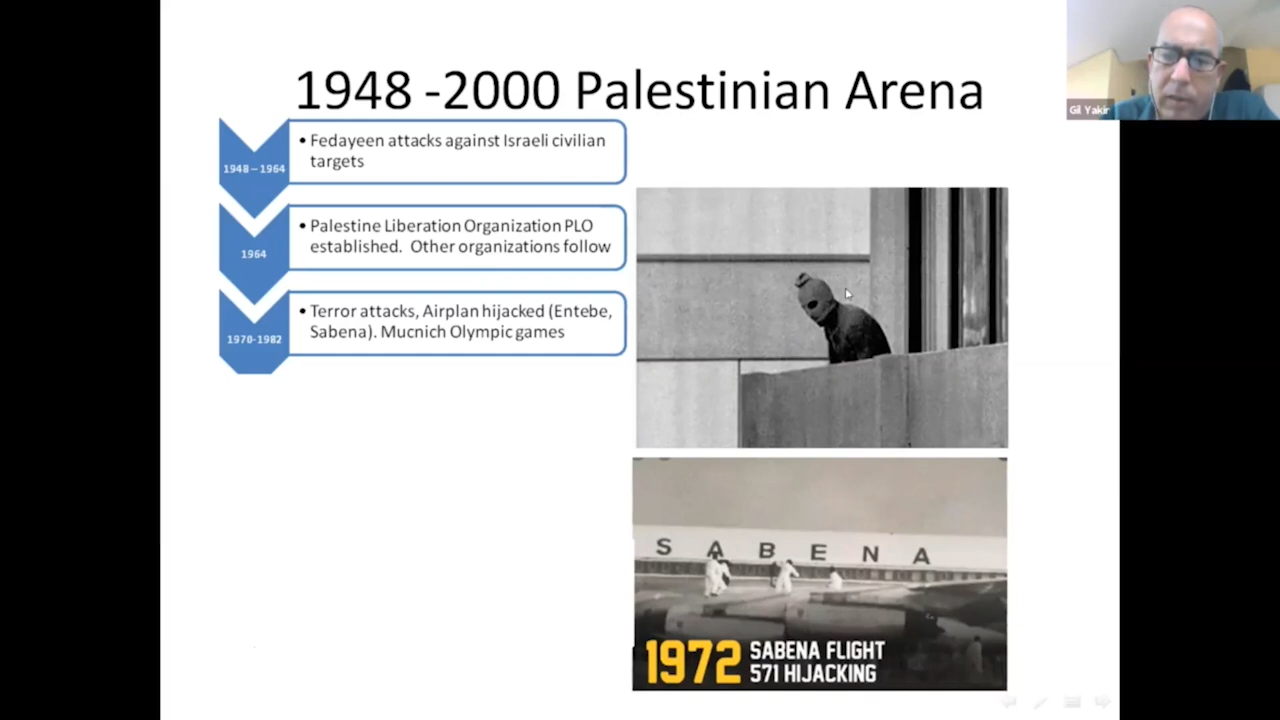 1948 -2000 Palestinian Arena
Gil Yakir
1948 – 1964
• Fedayeen attacks against Israeli civilian
targets
1964
• Palestine Liberation Organization PLO
established.  Other organizations follow
1970-1982
• Terror attacks, Airplan hijacked (Entebe,
Sabena). Mucnich Olympic games
SABENA
1972 SABENA FLIGHT
571 HIJACKING